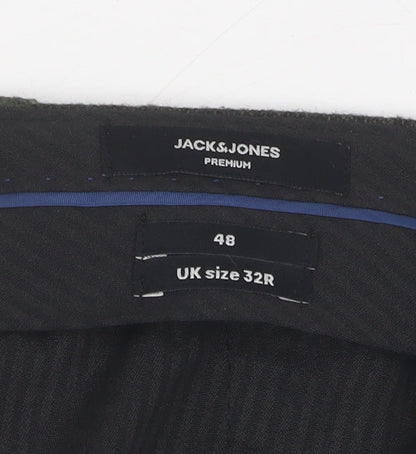 JACK&JONES
PREMIUM
48
UK size 32R